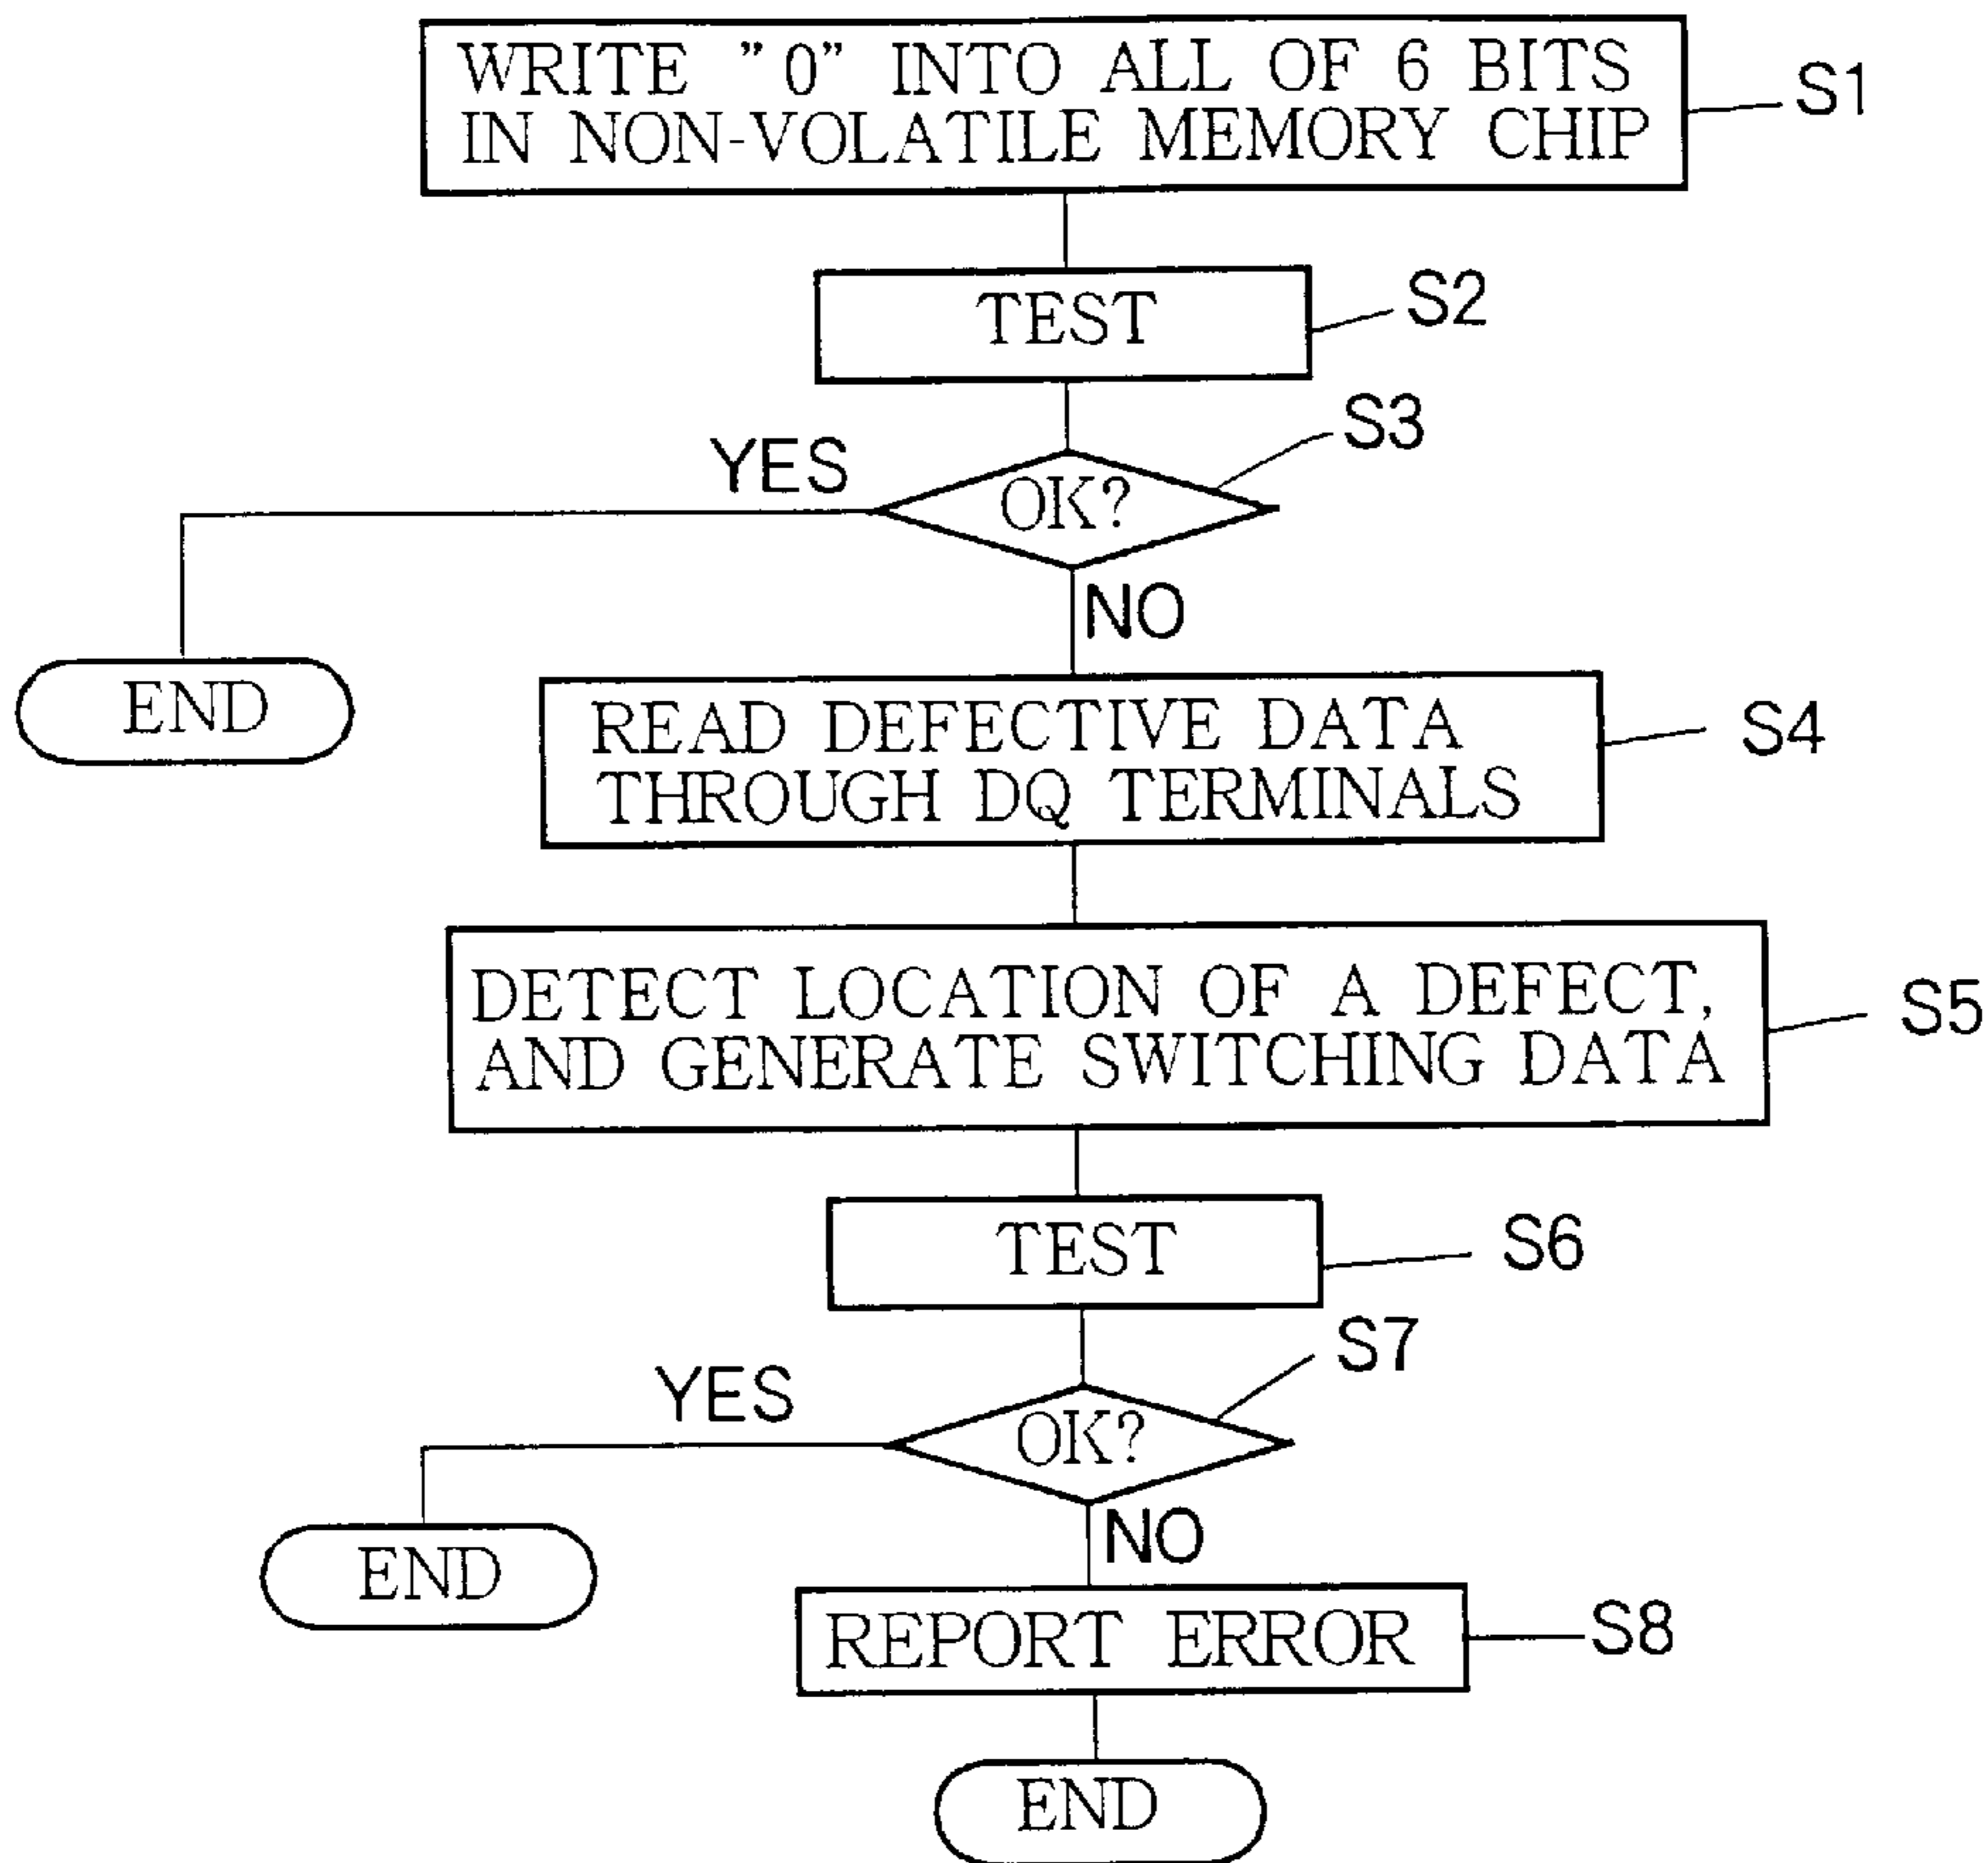 WRITE "0" INTO ALL OF 6 BITS
IN NON-VOLATILE MEMORY CHIP
S1
TEST
S2
S3
YES
OK?
NO
END
READ DEFECTIVE DATA
THROUGH DQ TERMINALS
S4
DETECT LOCATION OF A DEFECT,
AND GENERATE SWITCHING DATA
S5
TEST
S6
S7
YES
OK?
NO
END
REPORT ERROR
S8
END